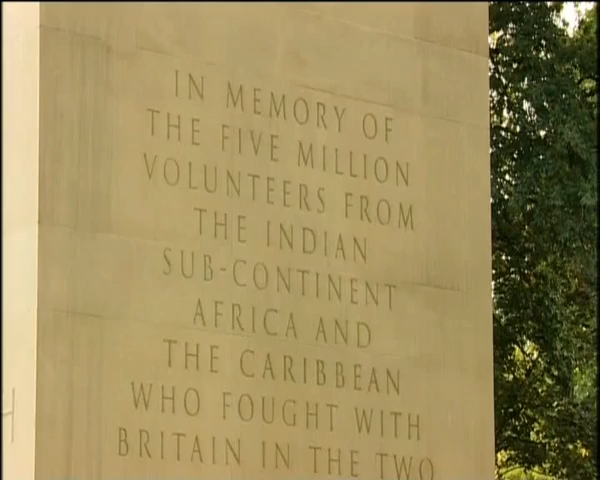 IN MEMORY OF
THE FIVE MILLION
VOLUNTEERS FROM
THE INDIAN
SUB-CONTINENT
AFRICA AND
THE CARIBBEAN
WHO FOUGHT WITH
BRITAIN IN THE TWO